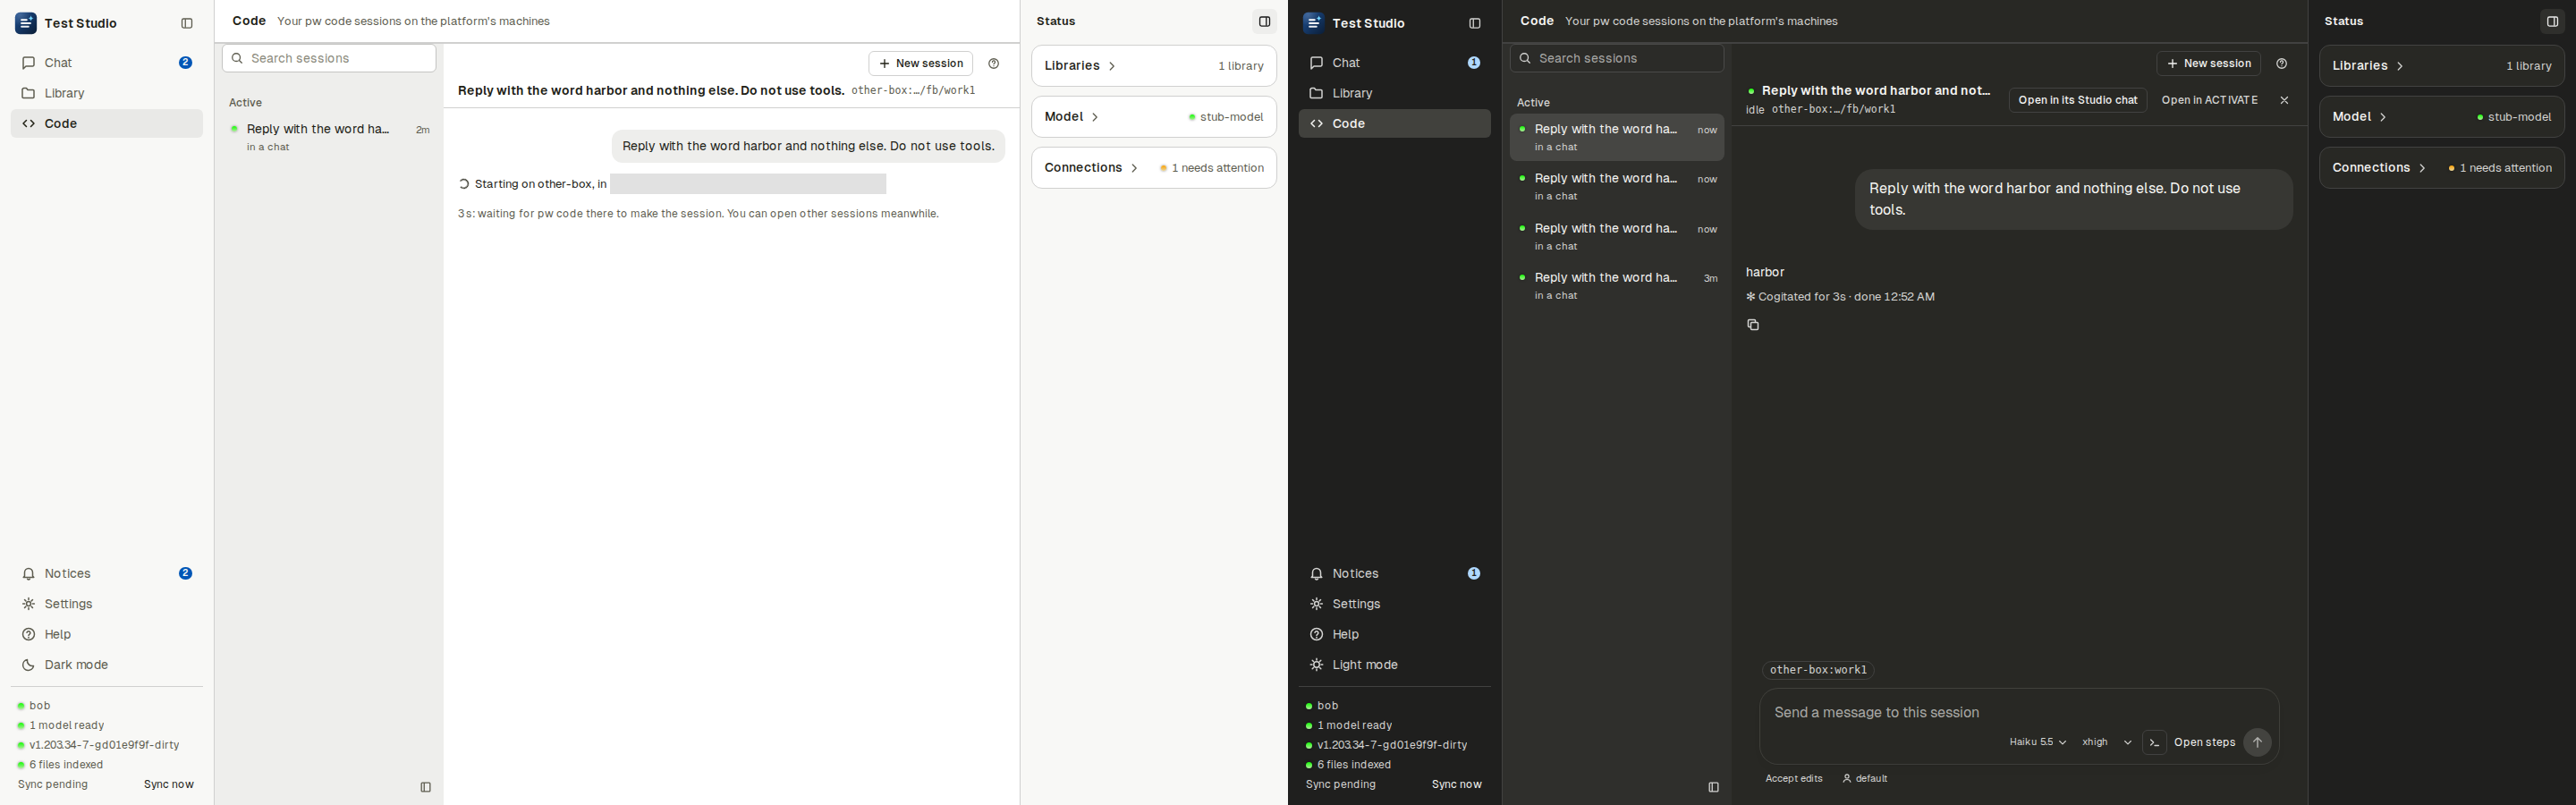 Test Studio
Chat 2
Library
Code
Notices 2
Settings
Help
Dark mode
bob
1 model ready
v1.203.34-7-gd01e9f9f-dirty
6 files indexed
Sync pending Sync now
Code Your pw code sessions on the platform's machines
Search sessions
Active
Reply with the word ha... 2m
in a chat
New session
Reply with the word harbor and nothing else. Do not use tools. other-box:…/fb/work1
Reply with the word harbor and nothing else. Do not use tools.
Starting on other-box, in
3 s: waiting for pw code there to make the session. You can open other sessions meanwhile.
Status
Libraries 1 library
Model stub-model
Connections 1 needs attention
Test Studio
Chat 1
Library
Code
Notices 1
Settings
Help
Light mode
bob
1 model ready
v1.203.34-7-gd01e9f9f-dirty
6 files indexed
Sync pending Sync now
Code Your pw code sessions on the platform's machines
Search sessions
Active
Reply with the word ha... now
in a chat
Reply with the word ha... now
in a chat
Reply with the word ha... now
in a chat
Reply with the word ha... 3m
in a chat
New session
Reply with the word harbor and not...
idle other-box:…/fb/work1
Open in its Studio chat Open in ACTIVATE
Reply with the word harbor and nothing else. Do not use
tools.
harbor
✻ Cogitated for 3s · done 12:52 AM
other-box:work1
Send a message to this session
Haiku 5.5 xhigh Open steps
Accept edits default
Status
Libraries 1 library
Model stub-model
Connections 1 needs attention